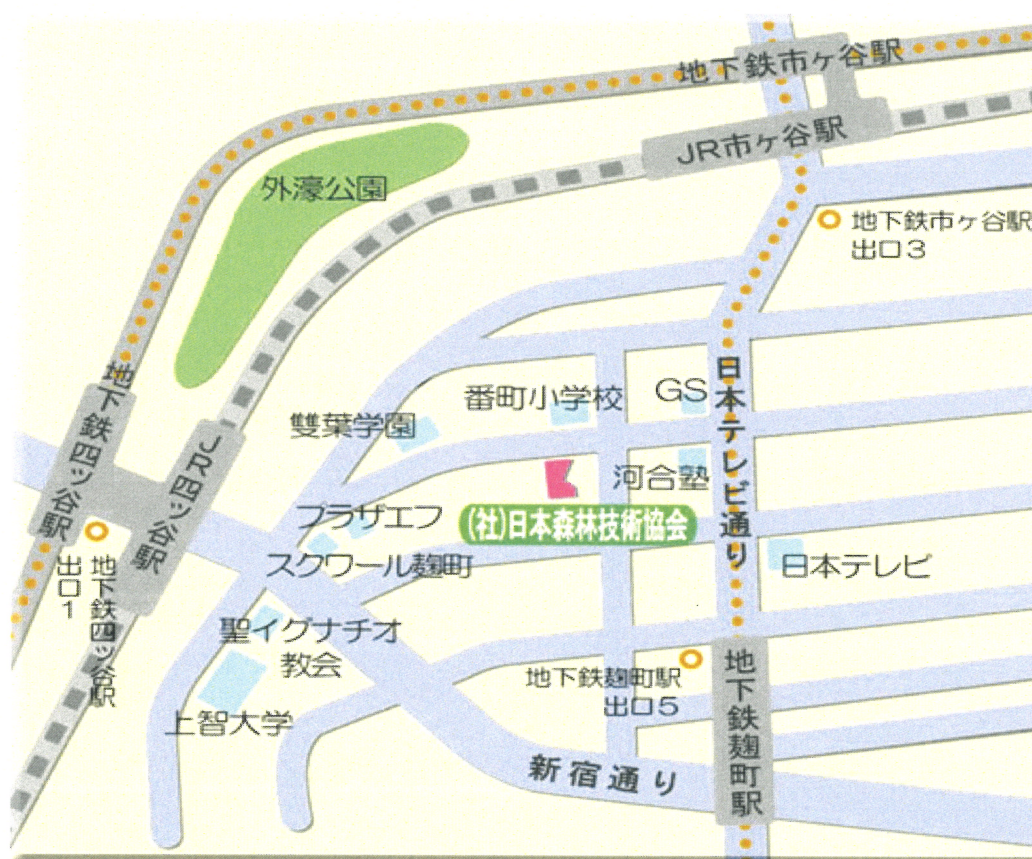 地下鉄市ヶ谷駅
JR市ヶ谷駅
外濠公園
地下鉄市ヶ谷駅
出口3
地下鉄四ッ谷駅
JR四ッ谷駅
番町小学校
GS
日本テレビ通り
雙葉学園
河合塾
プラザエフ
(社)日本森林技術協会
スクワール麹町
日本テレビ
地下鉄四ッ谷駅
出口1
聖イグナチオ
教会
地下鉄麹町駅
出口5
地下鉄麹町駅
上智大学
新宿通り